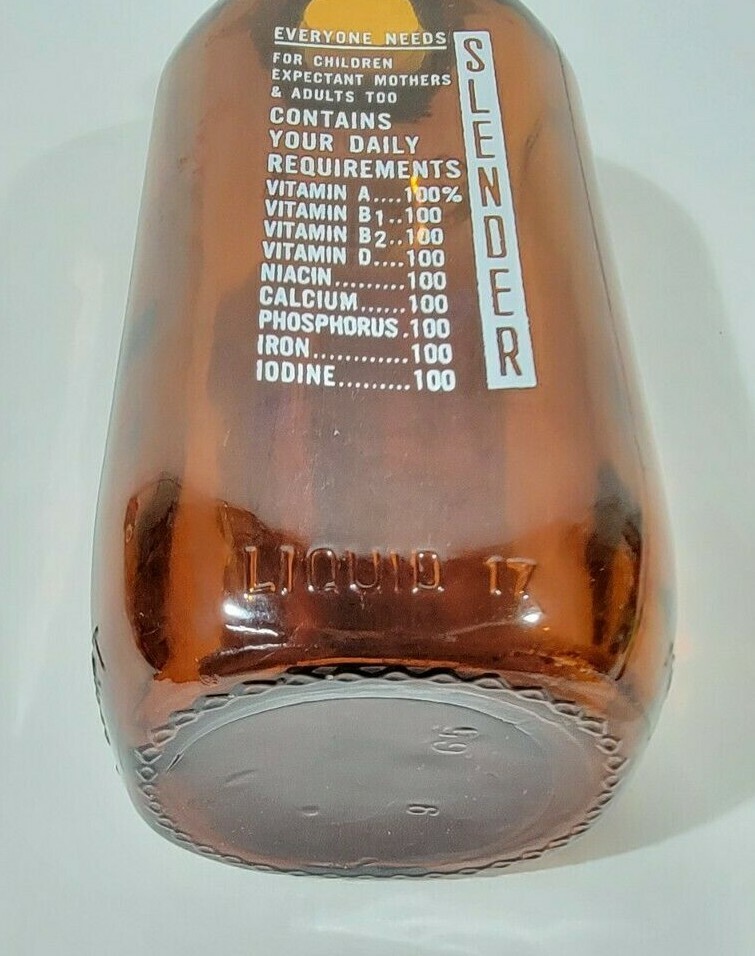 EVERYONE NEEDS
FOR CHILDREN
EXPECTANT MOTHERS
& ADULTS TOO
CONTAINS
YOUR DAILY
REQUIREMENTS
VITAMIN A....100%
VITAMIN B1..100
VITAMIN B2..100
VITAMIN D....100
NIACIN.........100
CALCIUM......100
PHOSPHORUS.100
IRON............100
IODINE.........100
SLENDER
LIQUID 17